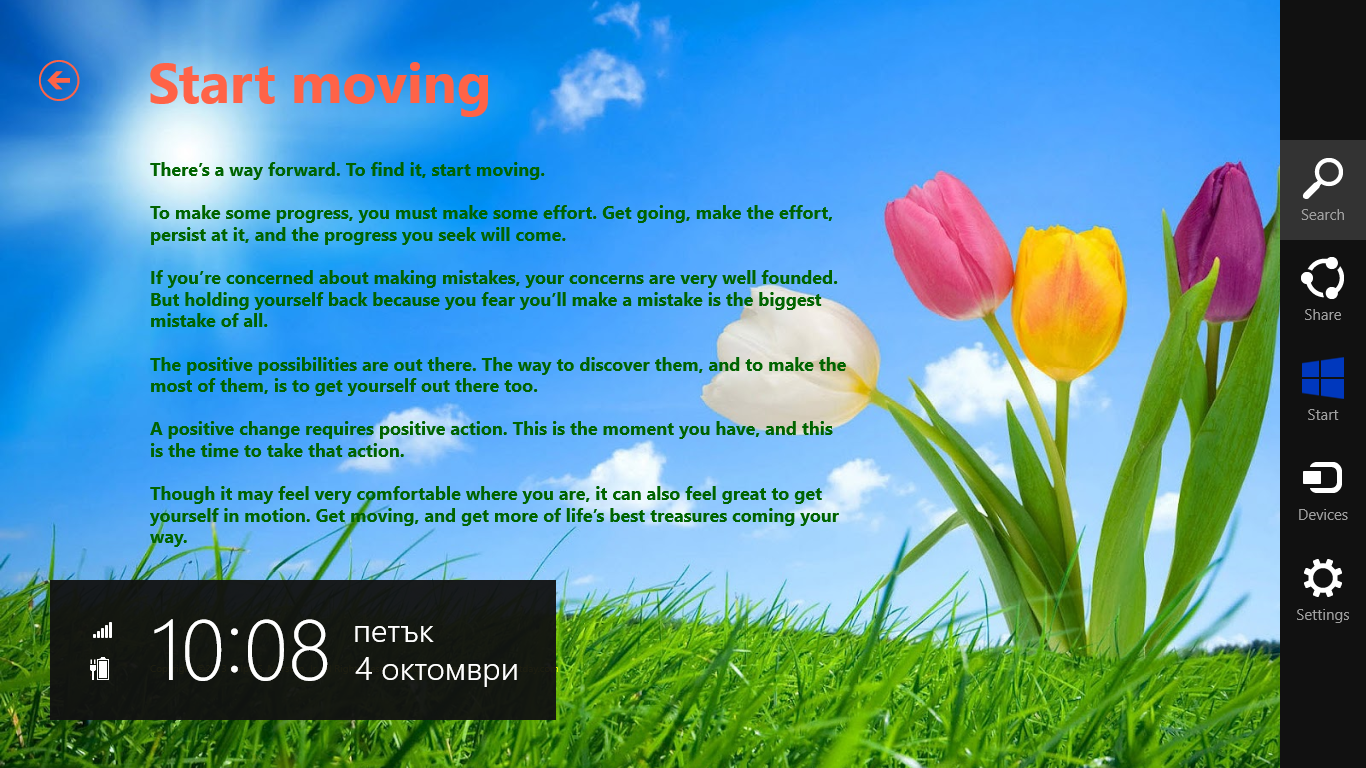 Start moving
There's a way forward. To find it, start moving.
To make some progress, you must make some effort. Get going, make the effort,
persist at it, and the progress you seek will come.
If you're concerned about making mistakes, your concerns are very well founded.
But holding yourself back because you fear you'll make a mistake is the biggest
mistake of all.
The positive possibilities are out there. The way to discover them, and to make the
most of them, is to get yourself out there too.
A positive change requires positive action. This is the moment you have, and this
is the time to take that action.
Though it may feel very comfortable where you are, it can also feel great to get
yourself in motion. Get moving, and get more of life's best treasures coming your
way.
10:08
петък
4 октомври
Search
Share
Start
Devices
Settings